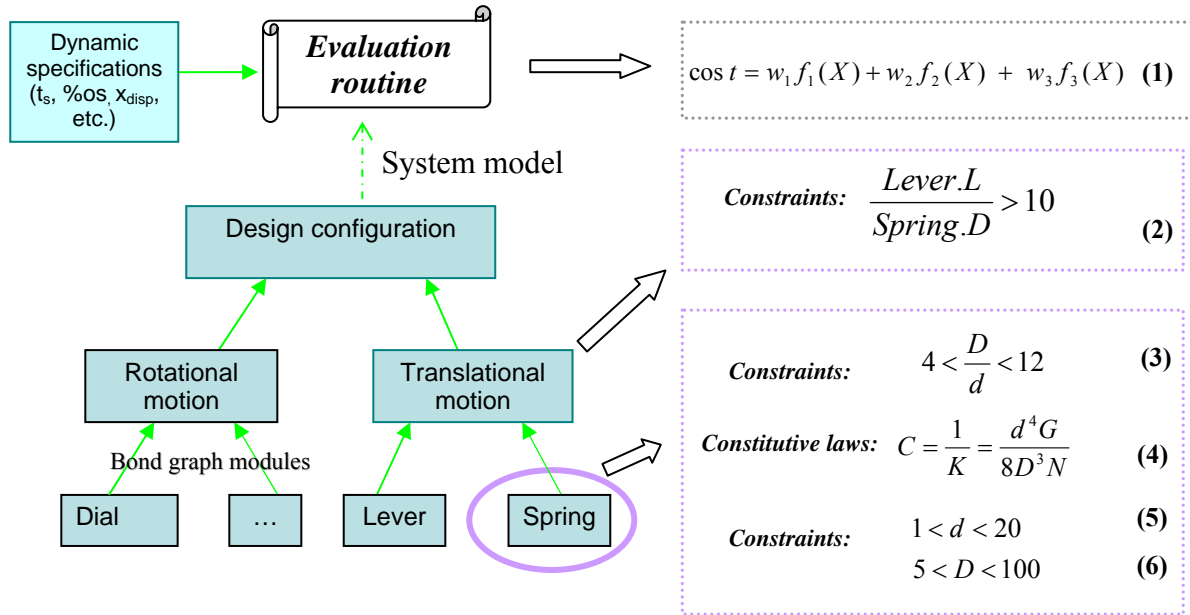 Dynamic
specifications
(ts, %os, xdisp,
etc.)
Evaluation
routine
cos t = w1 f1(X) + w2 f2(X) + w3 f3(X) (1)
System model
Design configuration
Constraints: Lever.L / Spring.D > 10 (2)
Rotational
motion
Translational
motion
Bond graph modules
Dial
...
Lever
Spring
Constraints: 4 < D/d < 12 (3)
Constitutive laws: C = 1/K = d^4G / 8D^3N (4)
Constraints: 1 < d < 20 (5)
5 < D < 100 (6)